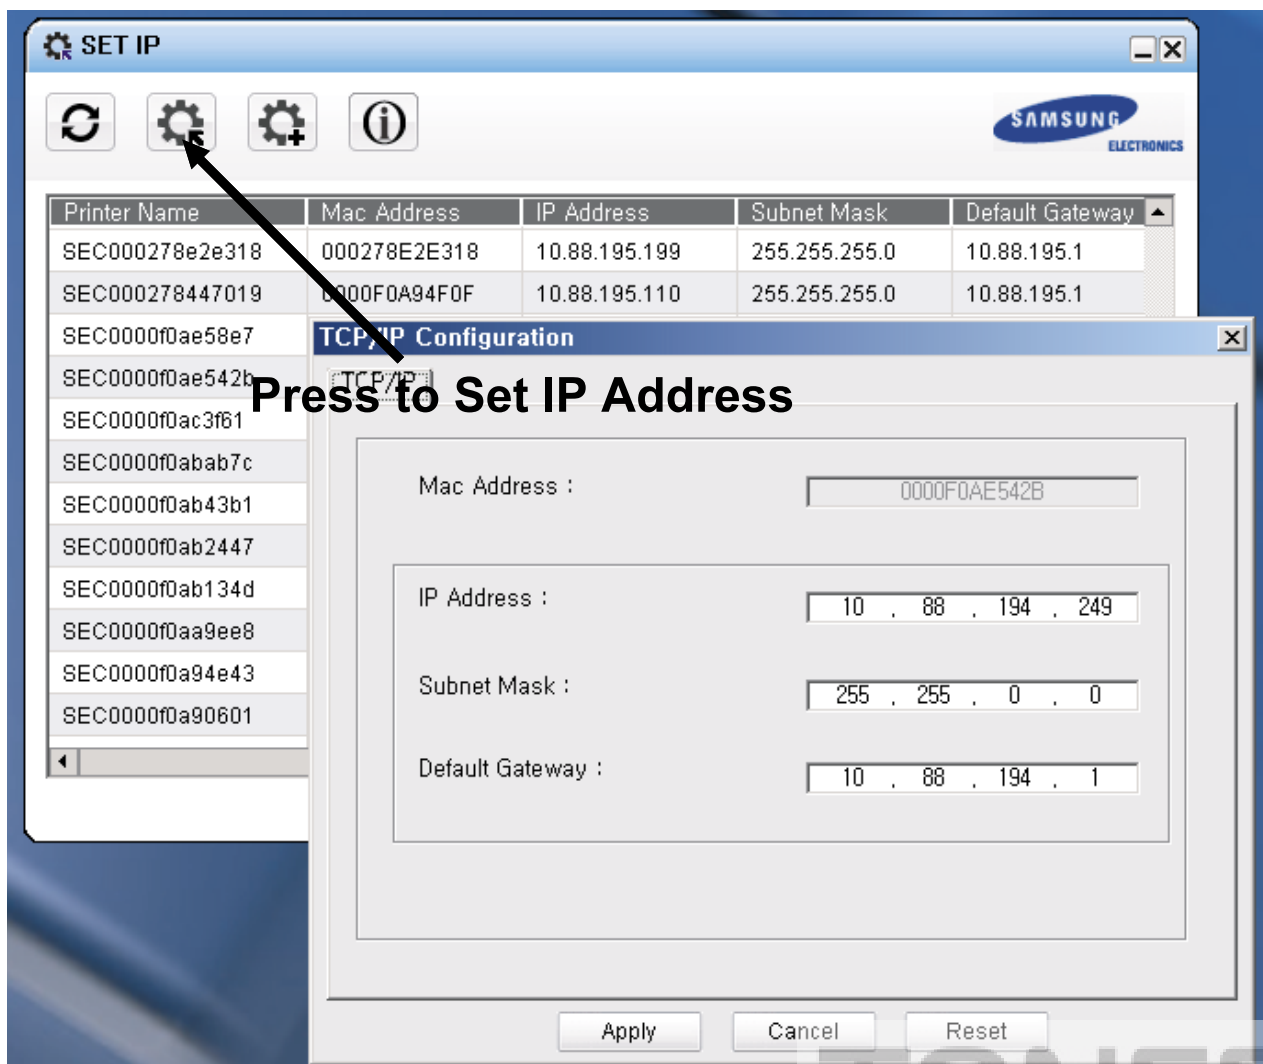 SET IP
SAMSUNG
ELECTRONICS
Printer Name Mac Address IP Address Subnet Mask Default Gateway
SEC000278e2e318 000278E2E318 10.88.195.199 255.255.255.0 10.88.195.1
SEC000278447019 0000F0A94F0F 10.88.195.110 255.255.255.0 10.88.195.1
SEC0000f0ae58e7
TCP/IP Configuration
SEC0000f0ae542b
TCP/IP
Press to Set IP Address
SEC0000f0ac3f61
SEC0000f0abab7c
SEC0000f0ab43b1
SEC0000f0ab2447
SEC0000f0ab134d
SEC0000f0aa9ee8
SEC0000f0a94e43
SEC0000f0a90601
Mac Address : 0000F0AE542B
IP Address : 10 . 88 . 194 . 249
Subnet Mask : 255 . 255 . 0 . 0
Default Gateway : 10 . 88 . 194 . 1
Apply Cancel Reset